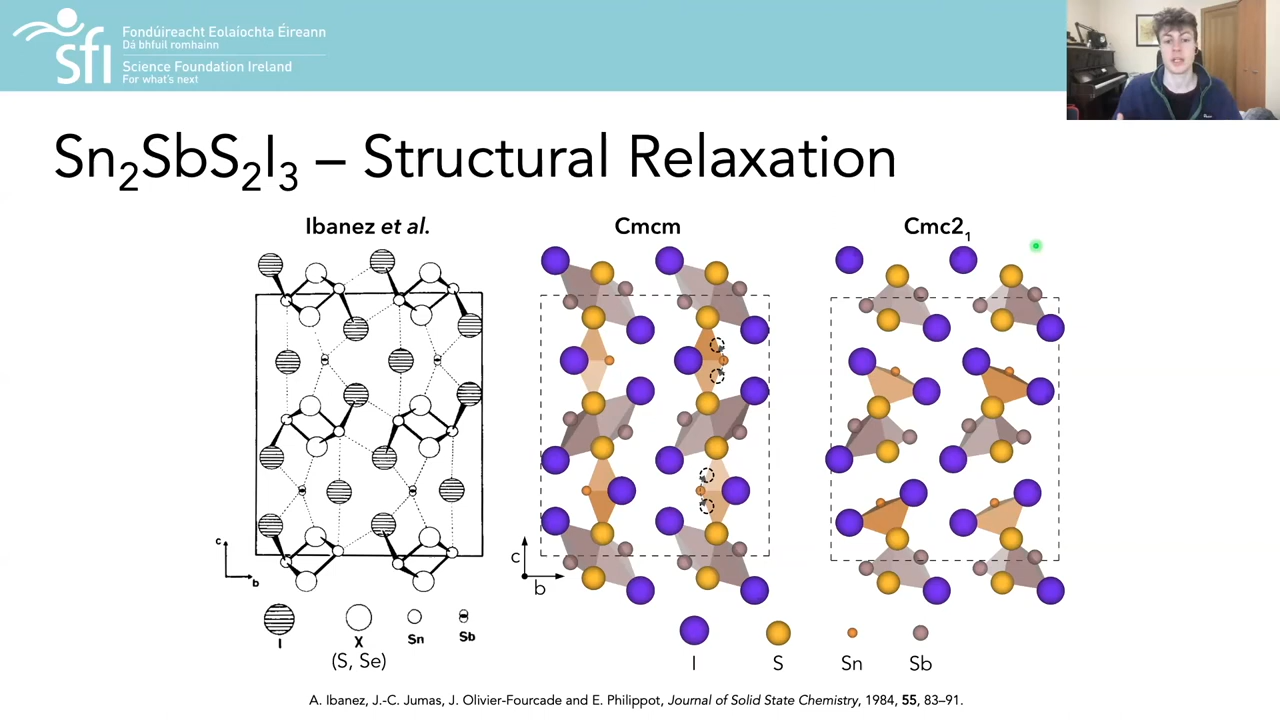 sfi
Fondúireacht Eolaíochta Éireann
Dá bhfuil romhainn
Science Foundation Ireland
For what's next
Sn₂SbS₂I₃ – Structural Relaxation
Ibanez et al.
Cmcm
Cmc2₁
c
b
c
b
I
X
Sn
Sb
(S, Se)
I
S
Sn
Sb
A. Ibanez, J.-C. Jumas, J. Olivier-Fourcade and E. Philippot, Journal of Solid State Chemistry, 1984, 55, 83–91.